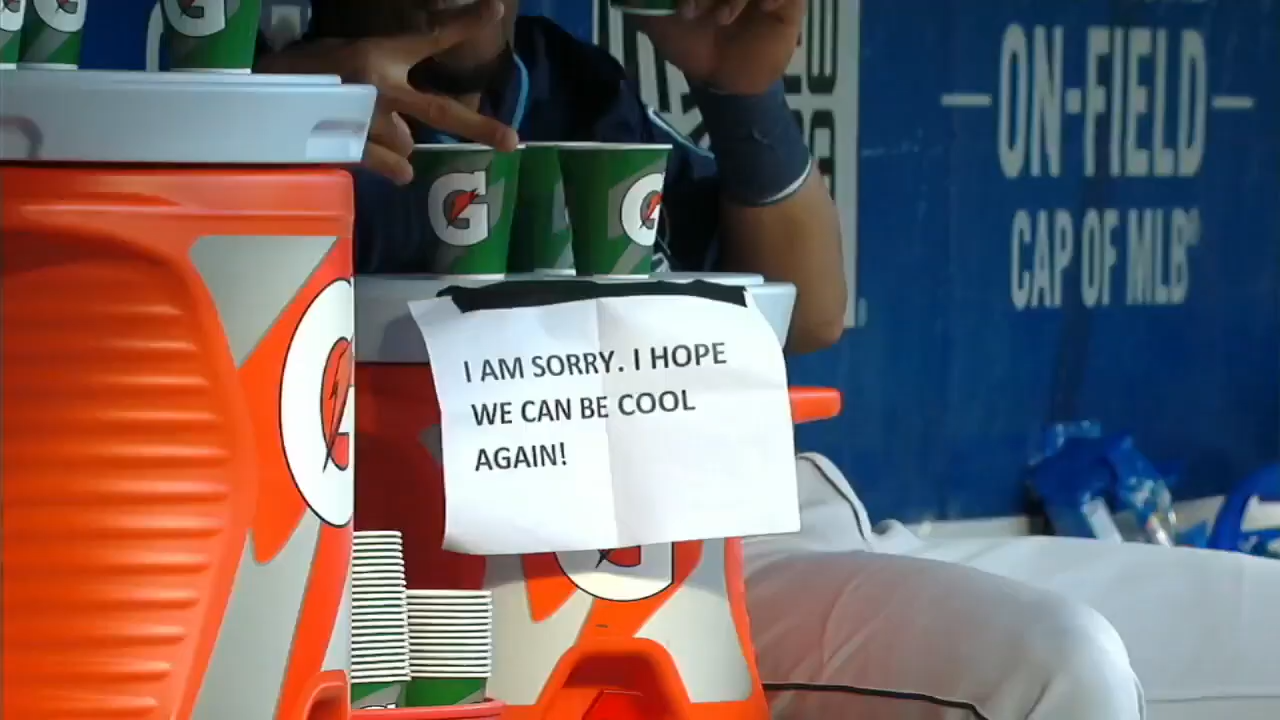 G
G
G
ON-FIELD
CAP OF MLB®
G
G
G
I AM SORRY. I HOPE
WE CAN BE COOL
AGAIN!
G